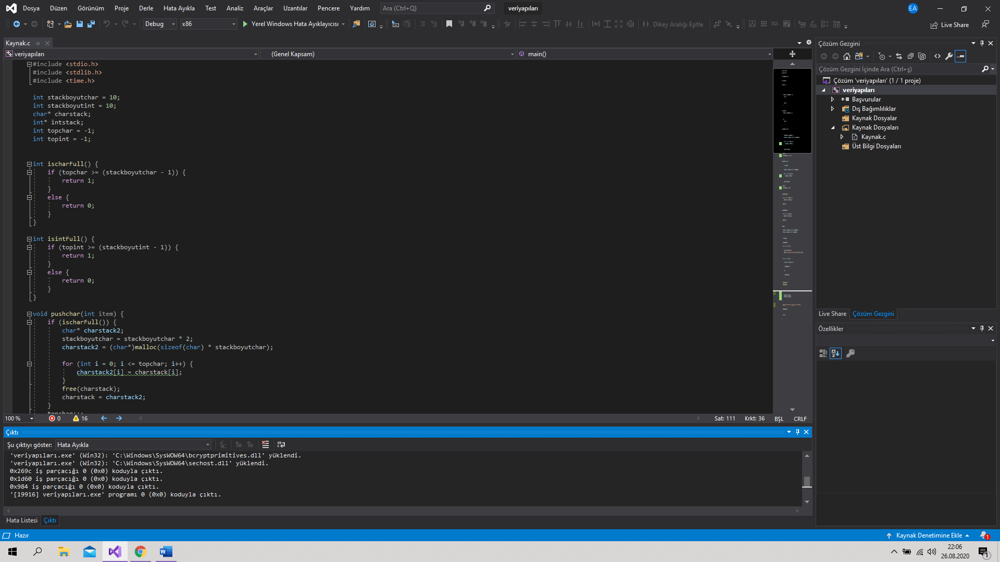 Dosya Düzen Görünüm Proje Derle Hata Ayıkla Test Analiz Araçlar Uzantılar Pencere Yardım Ara (Ctrl+Q) veriyapıları EA
Debug x86 Yerel Windows Hata Ayıklayıcısı Dikey Aralığı Eşitle Live Share
Kaynak.c
veriyapıları (Genel Kapsam) main()
#include <stdio.h>
#include <stdlib.h>
#include <time.h>
int stackboyutchar = 10;
int stackboyutint = 10;
char* charstack;
int* intstack;
int topchar = -1;
int topint = -1;
int ischarFull() {
if (topchar >= (stackboyutchar - 1)) {
return 1;
}
else {
return 0;
}
}
int isintFull() {
if (topint >= (stackboyutint - 1)) {
return 1;
}
else {
return 0;
}
}
void pushchar(int item) {
if (ischarFull()) {
char* charstack2;
stackboyutchar = stackboyutchar * 2;
charstack2 = (char*)malloc(sizeof(char) * stackboyutchar);
for (int i = 0; i <= topchar; i++) {
charstack2[i] = charstack[i];
}
free(charstack);
charstack = charstack2;
}
topchar++;
100 % 0 16 Sat: 111 Krkt: 36 BŞL CRLF
Çıktı
Şu çıktıyı göster: Hata Ayıkla
'veriyapıları.exe' (Win32): 'C:\Windows\SysWOW64\bcryptprimitives.dll' yüklendi.
'veriyapıları.exe' (Win32): 'C:\Windows\SysWOW64\sechost.dll' yüklendi.
0x269c iş parçacığı 0 (0x0) koduyla çıktı.
0x1d60 iş parçacığı 0 (0x0) koduyla çıktı.
0x984 iş parçacığı 0 (0x0) koduyla çıktı.
'[19916] veriyapıları.exe' programı 0 (0x0) koduyla çıktı.
Hata Listesi Çıktı
Çözüm Gezgini
Çözüm Gezgini İçinde Ara (Ctrl+ş)
Çözüm 'veriyapıları' (1 / 1 proje)
veriyapıları
Başvurular
Dış Bağımlılıklar
Kaynak Dosyalar
Kaynak Dosyaları
Kaynak.c
Üst Bilgi Dosyaları
Live Share Çözüm Gezgini
Özellikler
Hazır Kaynak Denetimine Ekle 1
22:06
26.08.2020
1